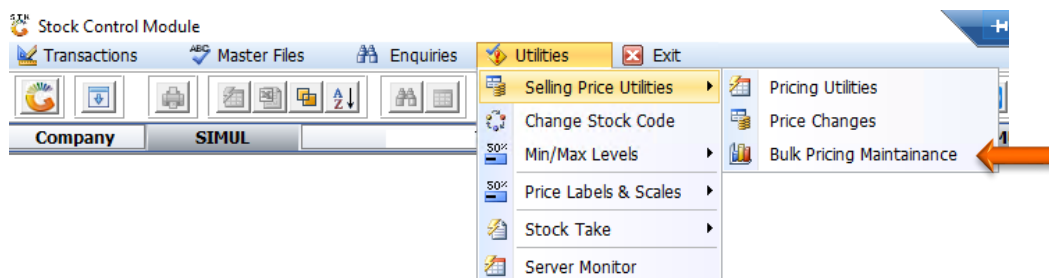 Stock Control Module
Transactions Master Files Enquiries Utilities Exit
Selling Price Utilities Pricing Utilities
Company SIMUL Change Stock Code Price Changes
Min/Max Levels Bulk Pricing Maintainance
Price Labels & Scales
Stock Take
Server Monitor